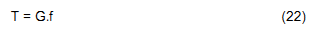 T = G.f (22)